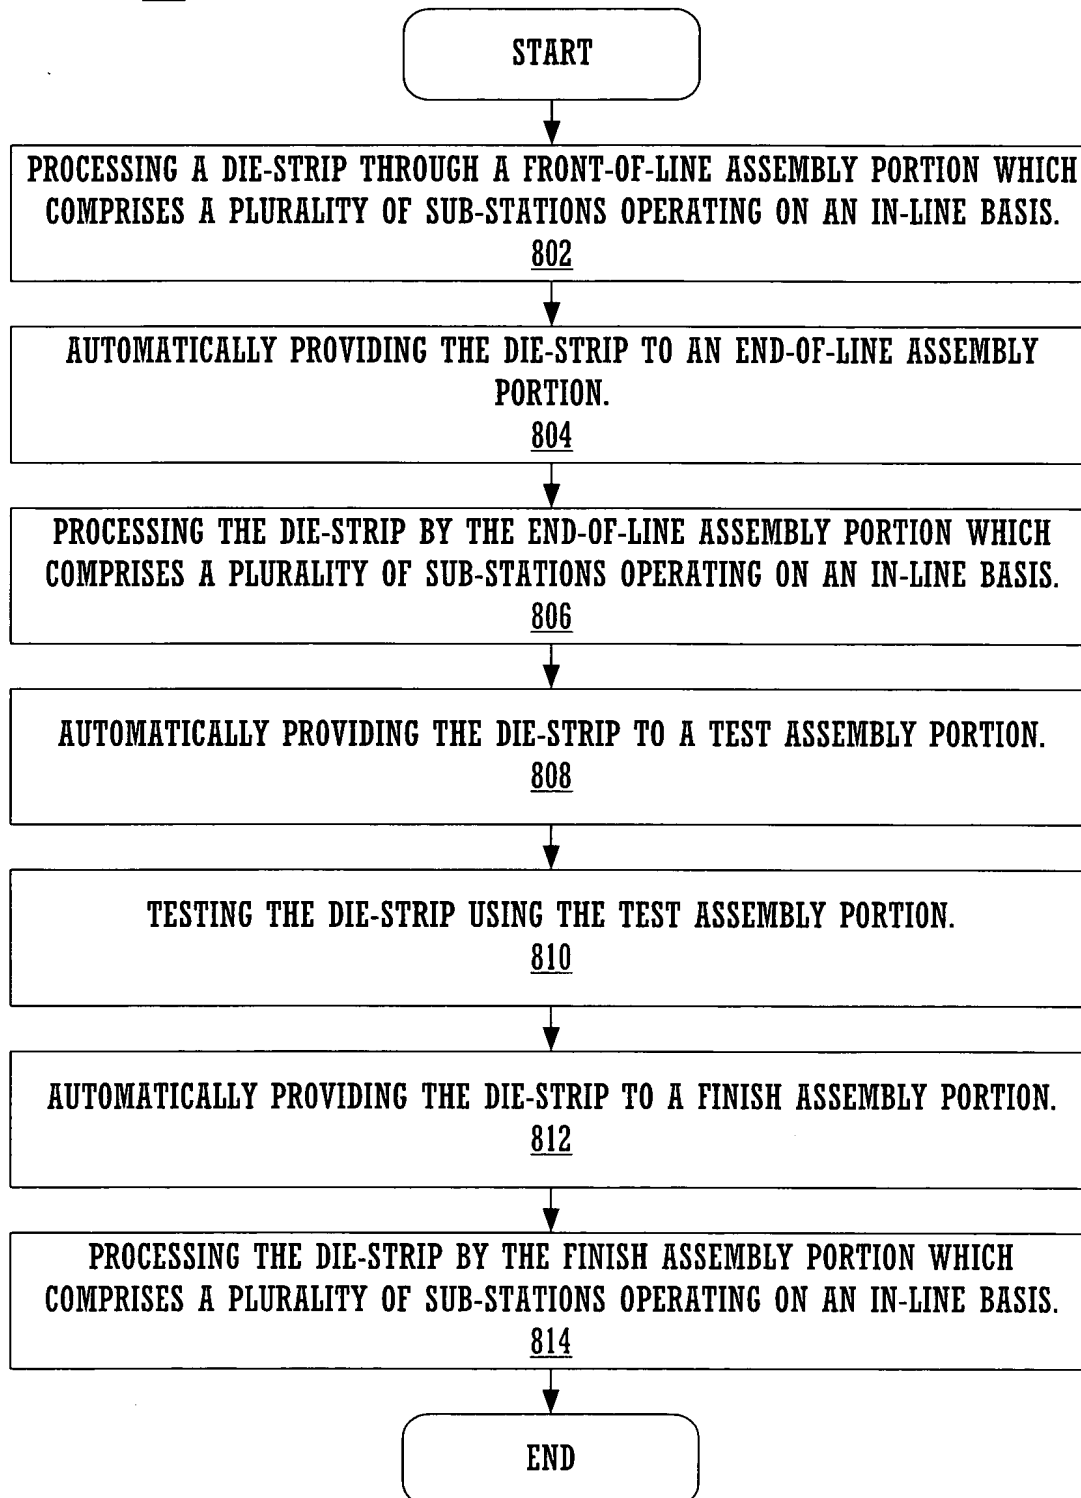 START
PROCESSING A DIE-STRIP THROUGH A FRONT-OF-LINE ASSEMBLY PORTION WHICH
COMPRISES A PLURALITY OF SUB-STATIONS OPERATING ON AN IN-LINE BASIS.
802
AUTOMATICALLY PROVIDING THE DIE-STRIP TO AN END-OF-LINE ASSEMBLY
PORTION.
804
PROCESSING THE DIE-STRIP BY THE END-OF-LINE ASSEMBLY PORTION WHICH
COMPRISES A PLURALITY OF SUB-STATIONS OPERATING ON AN IN-LINE BASIS.
806
AUTOMATICALLY PROVIDING THE DIE-STRIP TO A TEST ASSEMBLY PORTION.
808
TESTING THE DIE-STRIP USING THE TEST ASSEMBLY PORTION.
810
AUTOMATICALLY PROVIDING THE DIE-STRIP TO A FINISH ASSEMBLY PORTION.
812
PROCESSING THE DIE-STRIP BY THE FINISH ASSEMBLY PORTION WHICH
COMPRISES A PLURALITY OF SUB-STATIONS OPERATING ON AN IN-LINE BASIS.
814
END